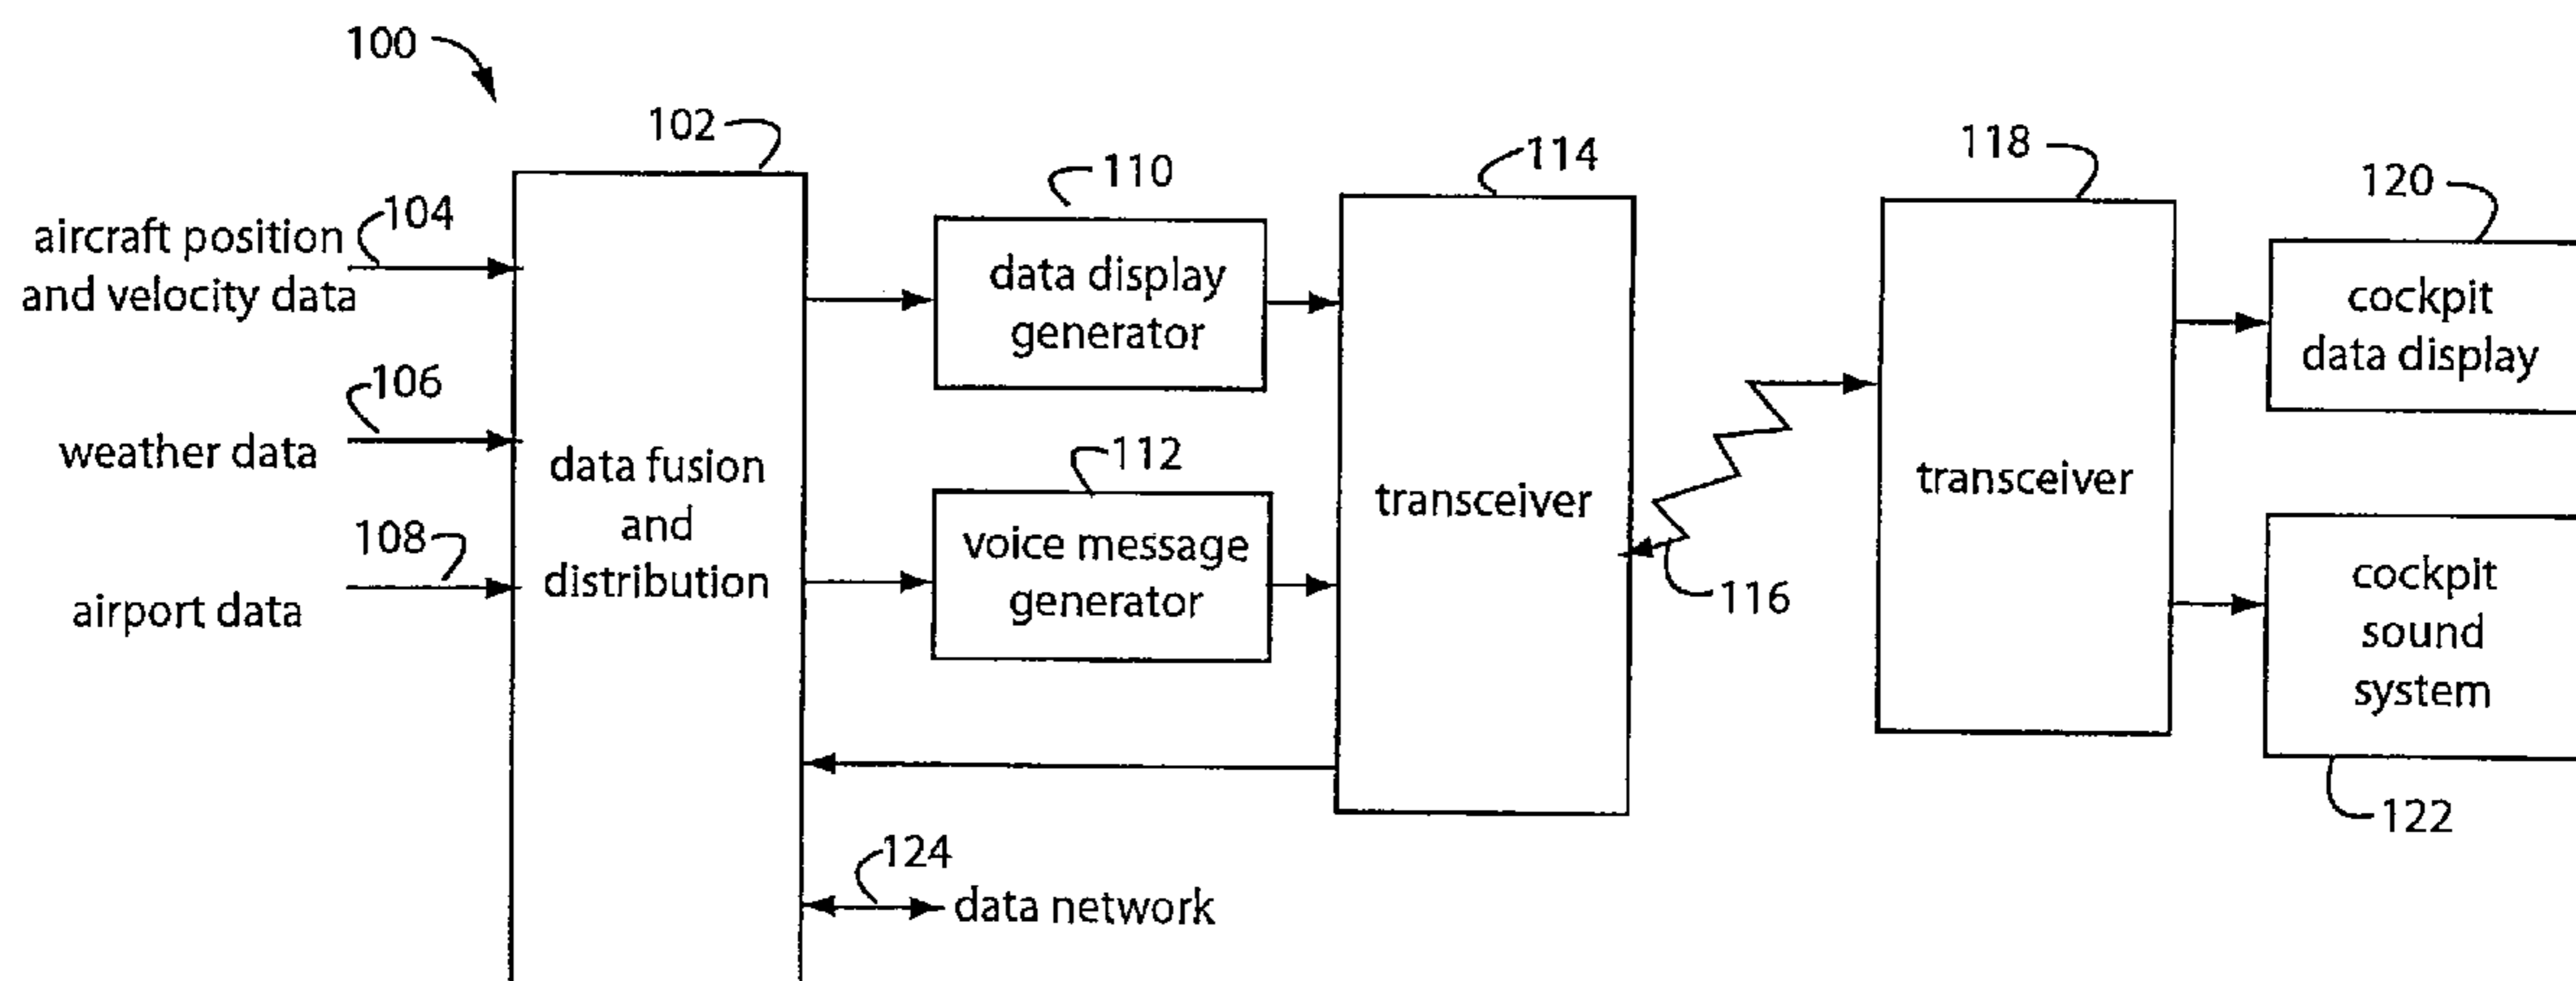 100
102
104
aircraft position
and velocity data
106
weather data
108
airport data
data fusion
and
distribution
110
data display
generator
112
voice message
generator
114
transceiver
116
118
transceiver
120
cockpit
data display
cockpit
sound
system
122
124
data network